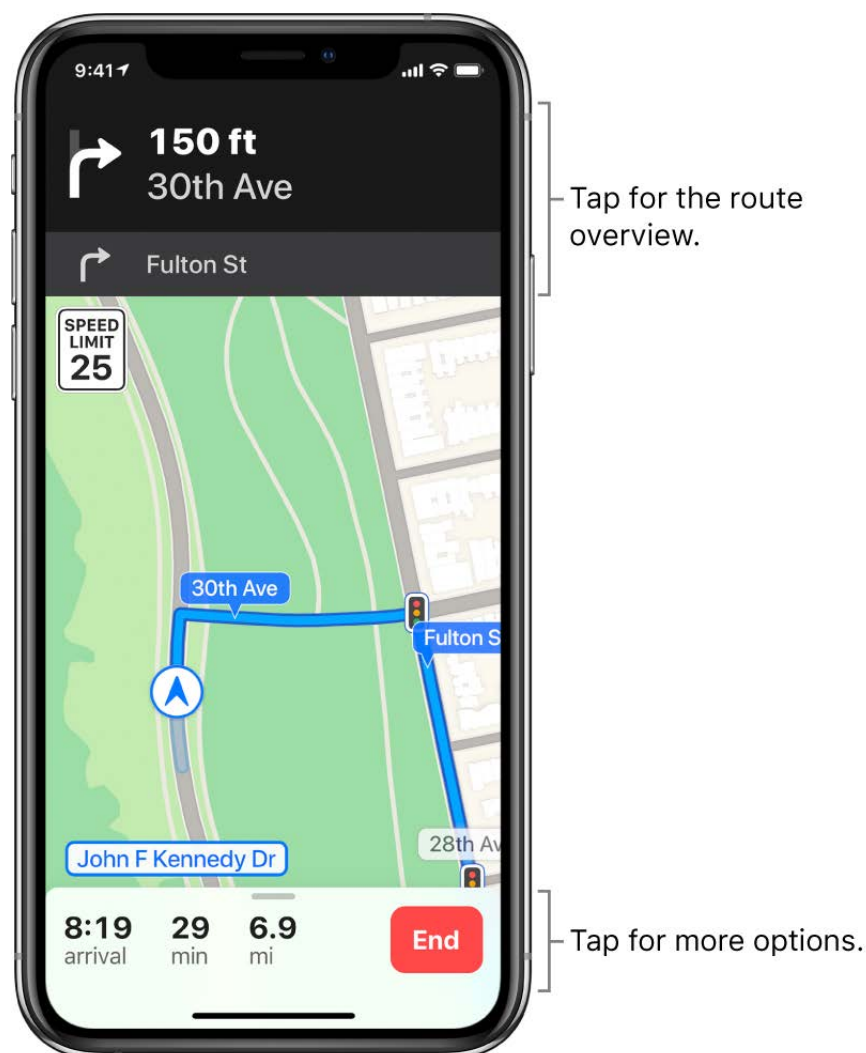 9:41
150 ft
30th Ave
Fulton St
Tap for the route
overview.
SPEED
LIMIT
25
30th Ave
Fulton S
28th Av
John F Kennedy Dr
8:19 29 6.9
arrival min mi
End
Tap for more options.